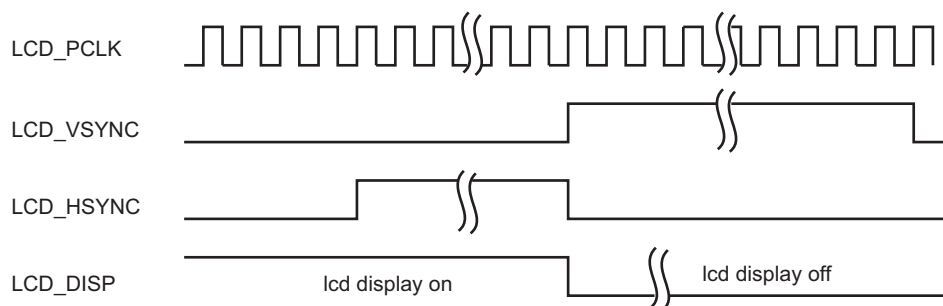 LCD_PCLK
LCD_VSYNC
LCD_HSYNC
LCD_DISP
lcd display on
lcd display off